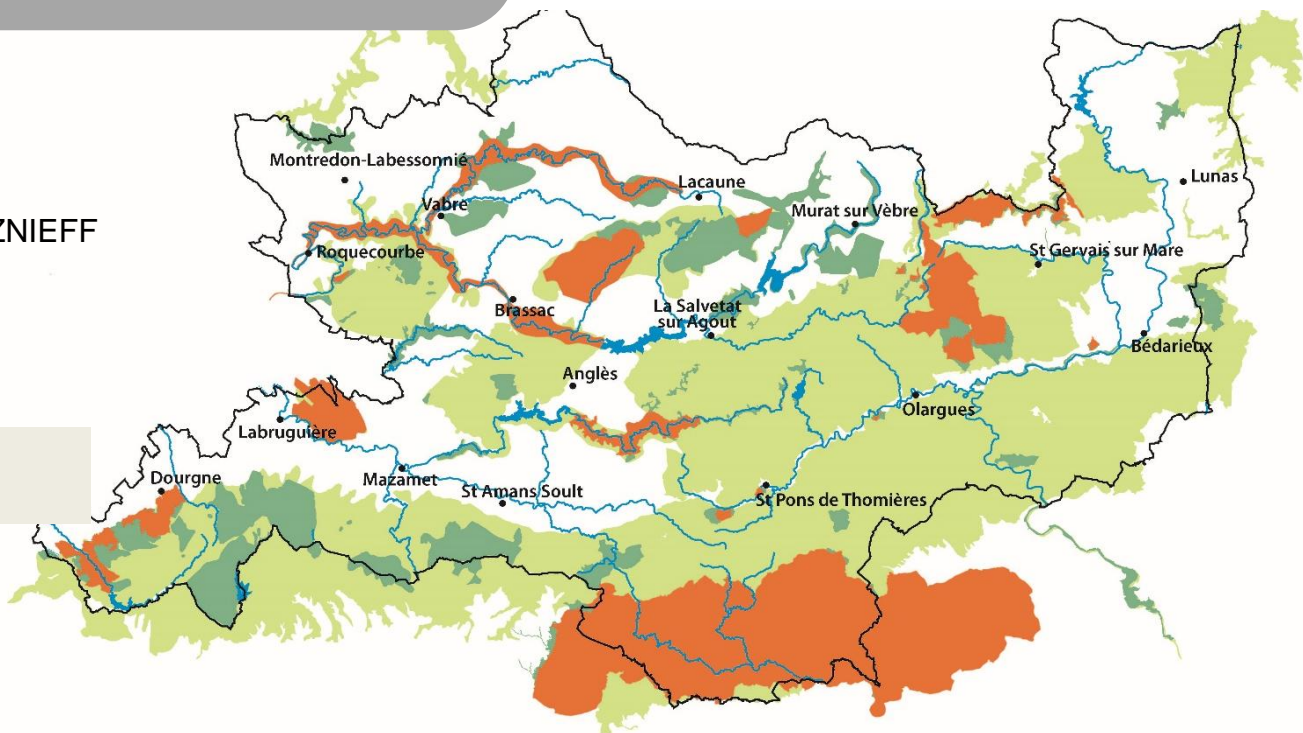 ZNIEFF
Montredon-Labessonnié
Lacaune
Lunas
Vabre
Murat sur Vèbre
Roquecourbe
St Gervais sur Mare
Brassac
La Salvetat
sur Agout
Bédarieux
Anglès
Olargues
Labruguière
Mazamet
Dourgne
St Amans Soult
St Pons de Thomières